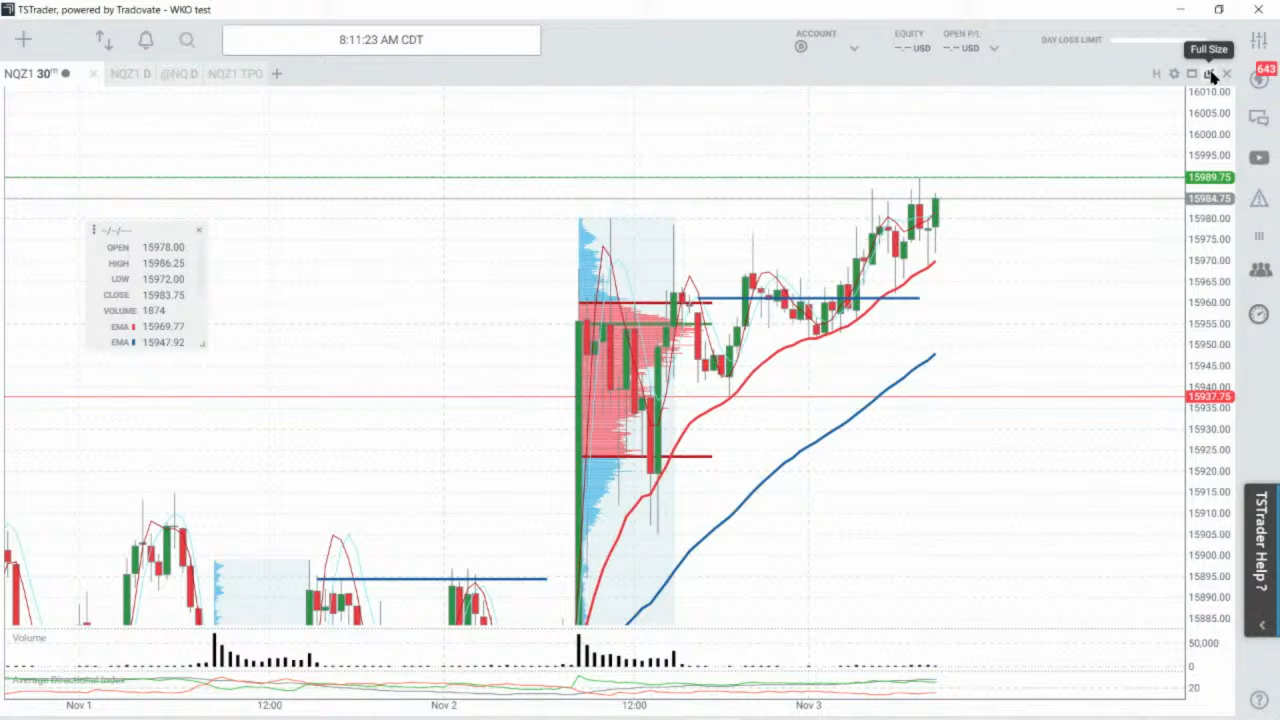 TSTrader, powered by Tradovate - WKO test
8:11:23 AM CDT
ACCOUNT
EQUITY
-.-- USD
OPEN P/L
-.-- USD
DAY LOSS LIMIT
Full Size
643
NQZ1 30m
NQZ1 D
@NQ D
NQZ1 TPO
H
16010.00
16005.00
16000.00
15995.00
15989.75
15984.75
15980.00
15975.00
15970.00
15965.00
15960.00
15955.00
15950.00
15945.00
15940.00
15937.75
15935.00
15930.00
15925.00
15920.00
15915.00
15910.00
15905.00
15900.00
15895.00
15890.00
15885.00
--/--/----
OPEN 15978.00
HIGH 15986.25
LOW 15972.00
CLOSE 15983.75
VOLUME 1874
EMA 15969.77
EMA 15947.92
TSTrader Help ?
Volume
50,000
0
Average Directional Index
20
Nov 1
12:00
Nov 2
12:00
Nov 3